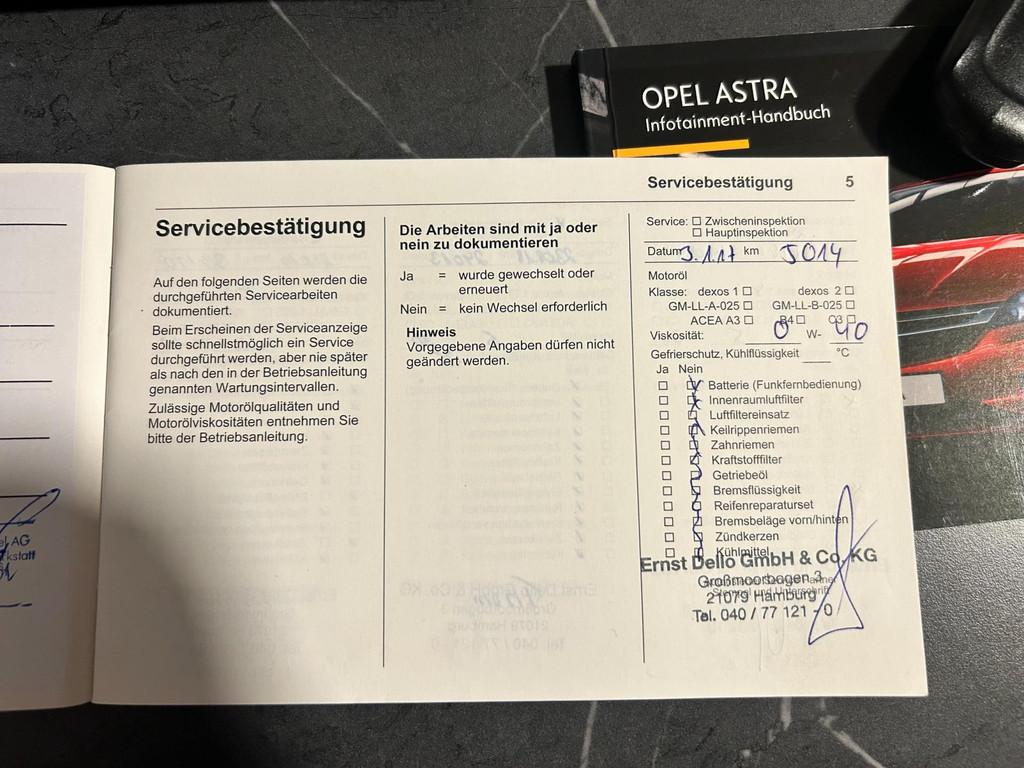 OPEL ASTRA
Infotainment-Handbuch
Servicebestätigung 5
Servicebestätigung
Auf den folgenden Seiten werden die
durchgeführten Servicearbeiten
dokumentiert.
Beim Erscheinen der Serviceanzeige
sollte schnellstmöglich ein Service
durchgeführt werden, aber nie später
als nach den in der Betriebsanleitung
genannten Wartungsintervallen.
Zulässige Motorölqualitäten und
Motorölviskositäten entnehmen Sie
bitte der Betriebsanleitung.
Die Arbeiten sind mit ja oder
nein zu dokumentieren
Ja = wurde gewechselt oder
erneuert
Nein = kein Wechsel erforderlich
Hinweis
Vorgegebene Angaben dürfen nicht
geändert werden.
Service: ☐ Zwischeninspektion
☐ Hauptinspektion
Datum 3.1.17 km 5014
Motoröl
Klasse: dexos 1 ☐ dexos 2 ☐
GM-LL-A-025 ☐ GM-LL-B-025 ☐
ACEA A3 ☐ B4 ☐ C3 ☐
Viskosität: 0 W- 40
Gefrierschutz, Kühlflüssigkeit °C
Ja Nein
Batterie (Funkfernbedienung)
Innenraumluftfilter
Luftfiltereinsatz
Keilrippenriemen
Zahnriemen
Kraftstofffilter
Getriebeöl
Bremsflüssigkeit
Reifenreparaturset
Bremsbeläge vorn/hinten
Zündkerzen
Kühlmittel
Ernst Dello GmbH & Co. KG
Großmoorbogen 3
21079 Hamburg
Tel. 040 / 77 121 - 0
AG